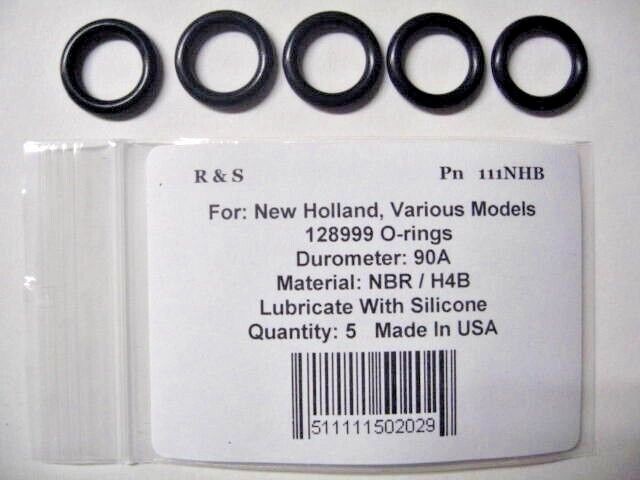 R & S Pn 111NHB
For: New Holland, Various Models
128999 O-rings
Durometer: 90A
Material: NBR / H4B
Lubricate With Silicone
Quantity: 5 Made In USA
511111502029